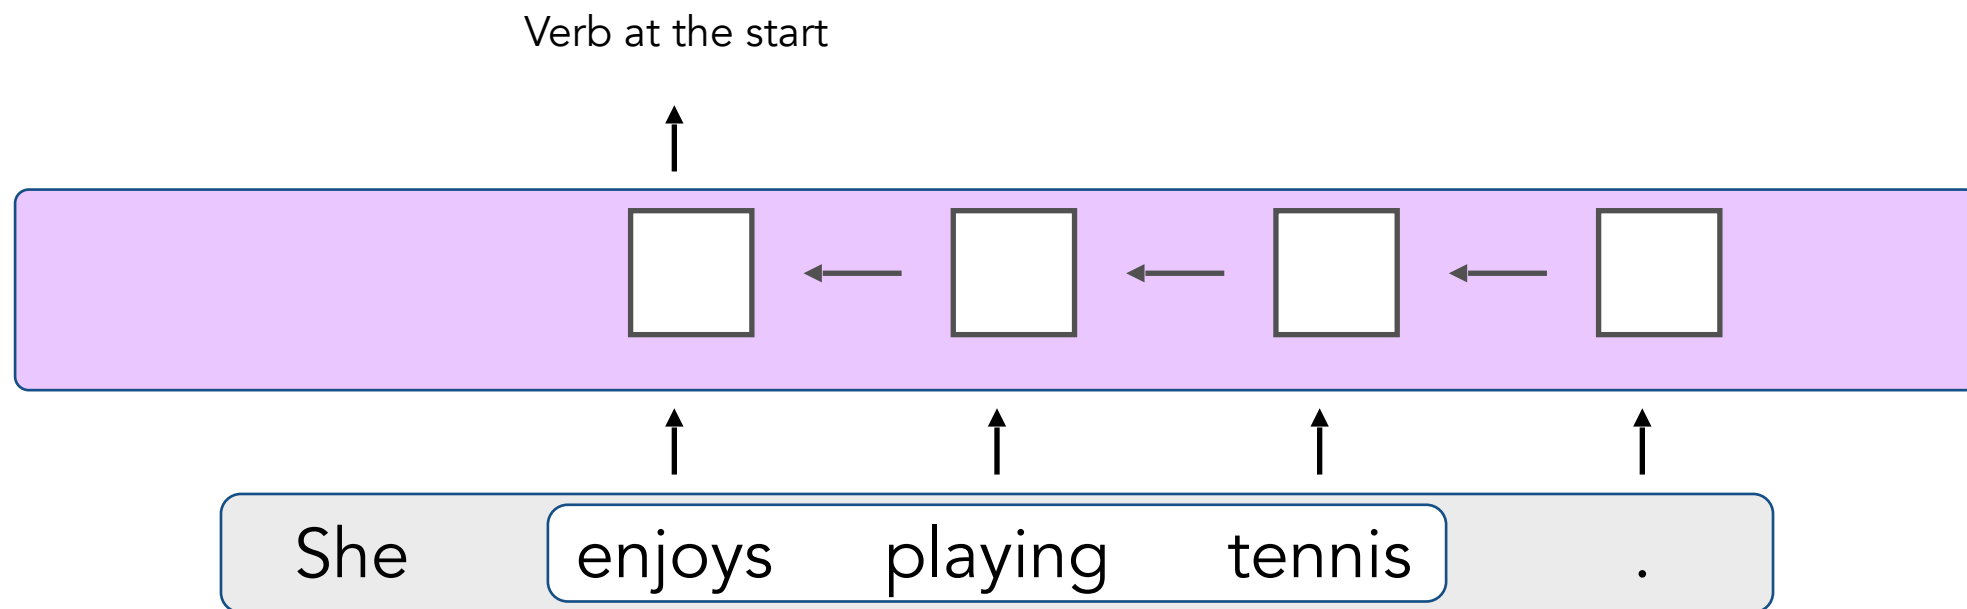 Verb at the start
She enjoys playing tennis .